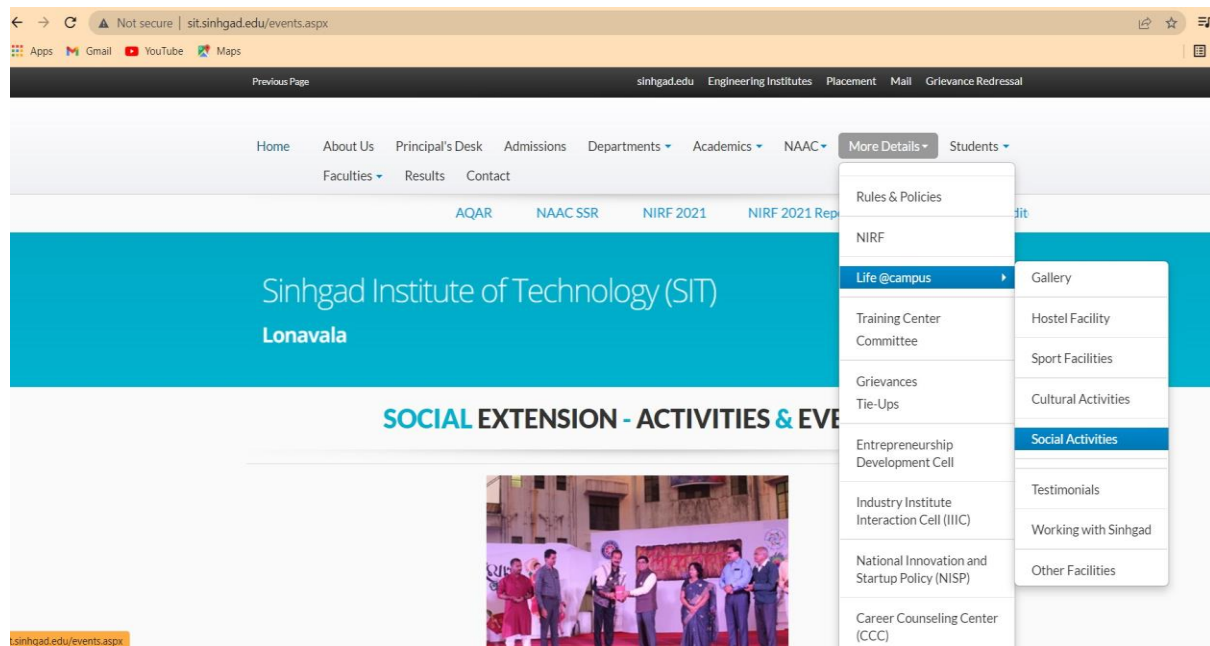 Not secure | sit.sinhgad.edu/events.aspx
Apps Gmail YouTube Maps
Previous Page sinhgad.edu Engineering Institutes Placement Mail Grievance Redressal
Home About Us Principal's Desk Admissions Departments Academics NAAC More Details Students
Faculties Results Contact
AQAR NAAC SSR NIRF 2021 NIRF 2021 Repo
Rules & Policies
NIRF
Life @campus
Training Center
Committee
Grievances
Tie-Ups
Entrepreneurship
Development Cell
Industry Institute
Interaction Cell (IIIC)
National Innovation and
Startup Policy (NISP)
Career Counseling Center
(CCC)
Gallery
Hostel Facility
Sport Facilities
Cultural Activities
Social Activities
Testimonials
Working with Sinhgad
Other Facilities
Sinhgad Institute of Technology (SIT)
Lonavala
SOCIAL EXTENSION - ACTIVITIES & EVE
t.sinhgad.edu/events.aspx